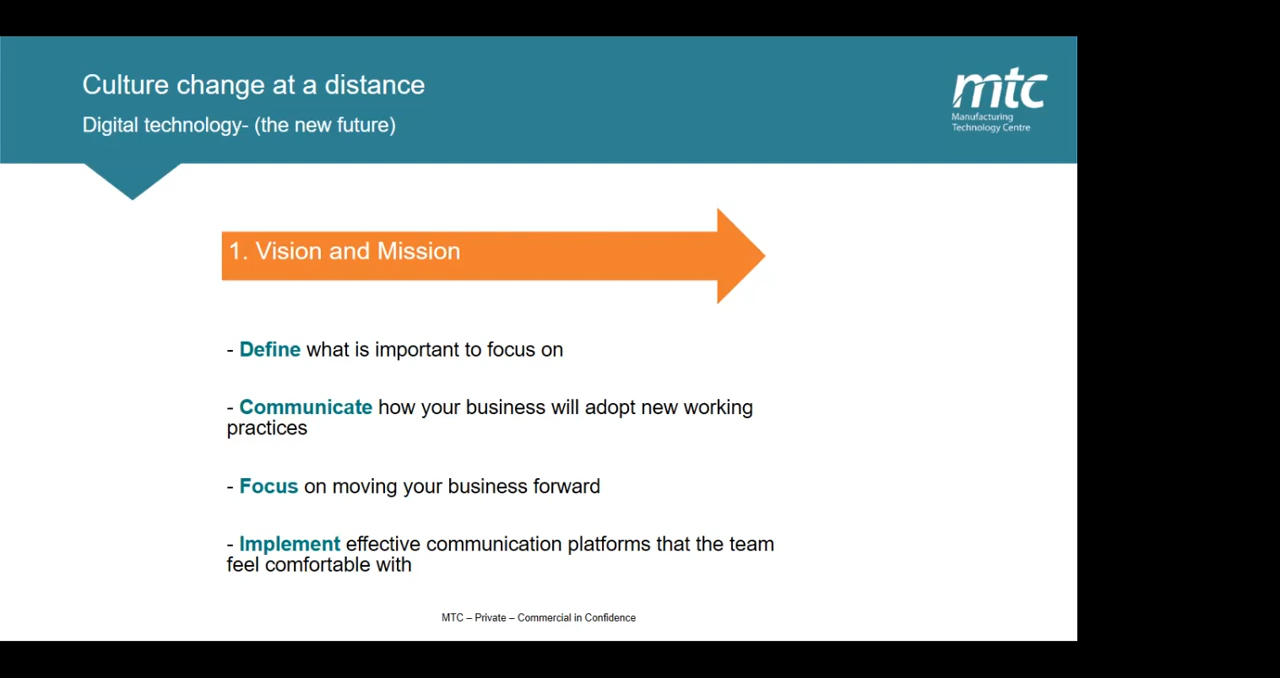 Culture change at a distance
Digital technology- (the new future)
mtc
Manufacturing
Technology Centre
1. Vision and Mission
- Define what is important to focus on
- Communicate how your business will adopt new working
practices
- Focus on moving your business forward
- Implement effective communication platforms that the team
feel comfortable with
MTC – Private – Commercial in Confidence